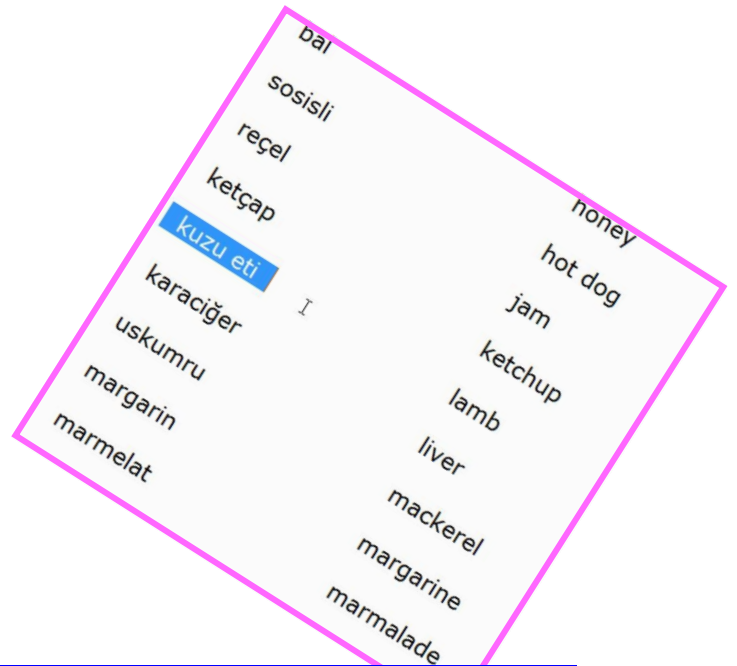 bal honey
sosisli hot dog
reçel jam
ketçap ketchup
kuzu eti lamb
karaciğer liver
uskumru mackerel
margarin margarine
marmelat marmalade